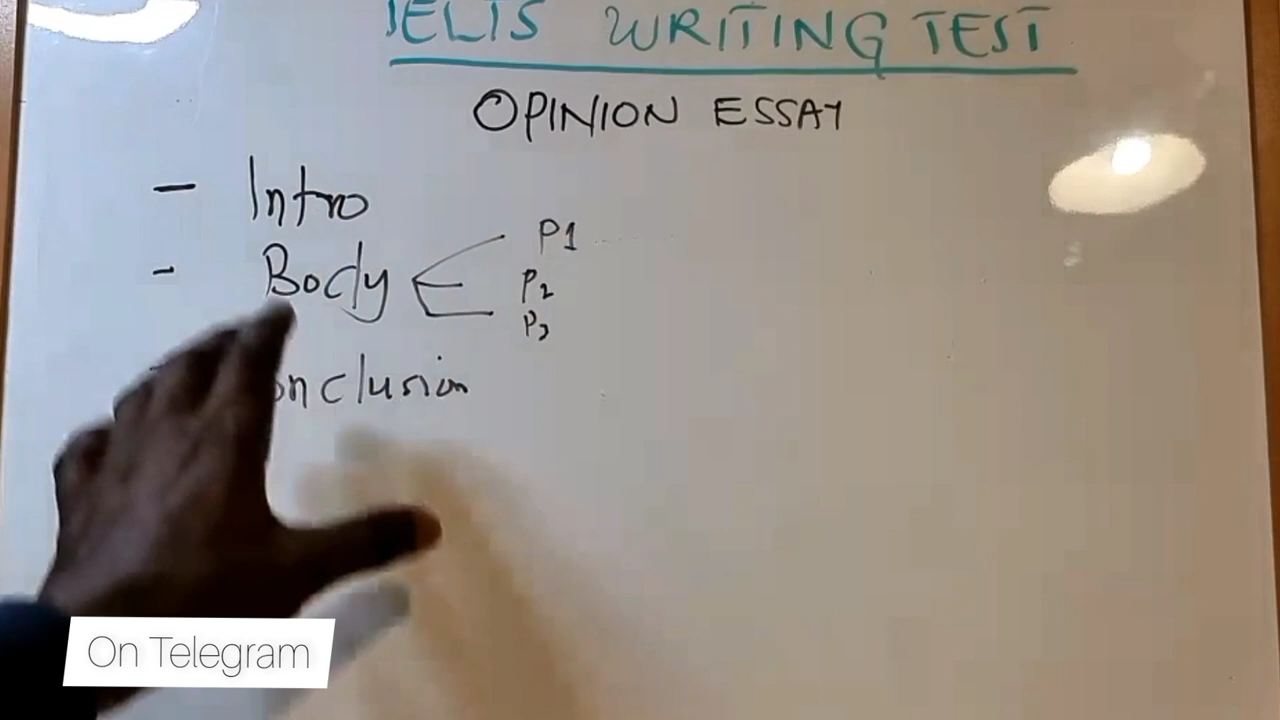 IELTS WRITING TEST
OPINION ESSAY
- Intro
- Body P1
P2
P3
onclusion
On Telegram